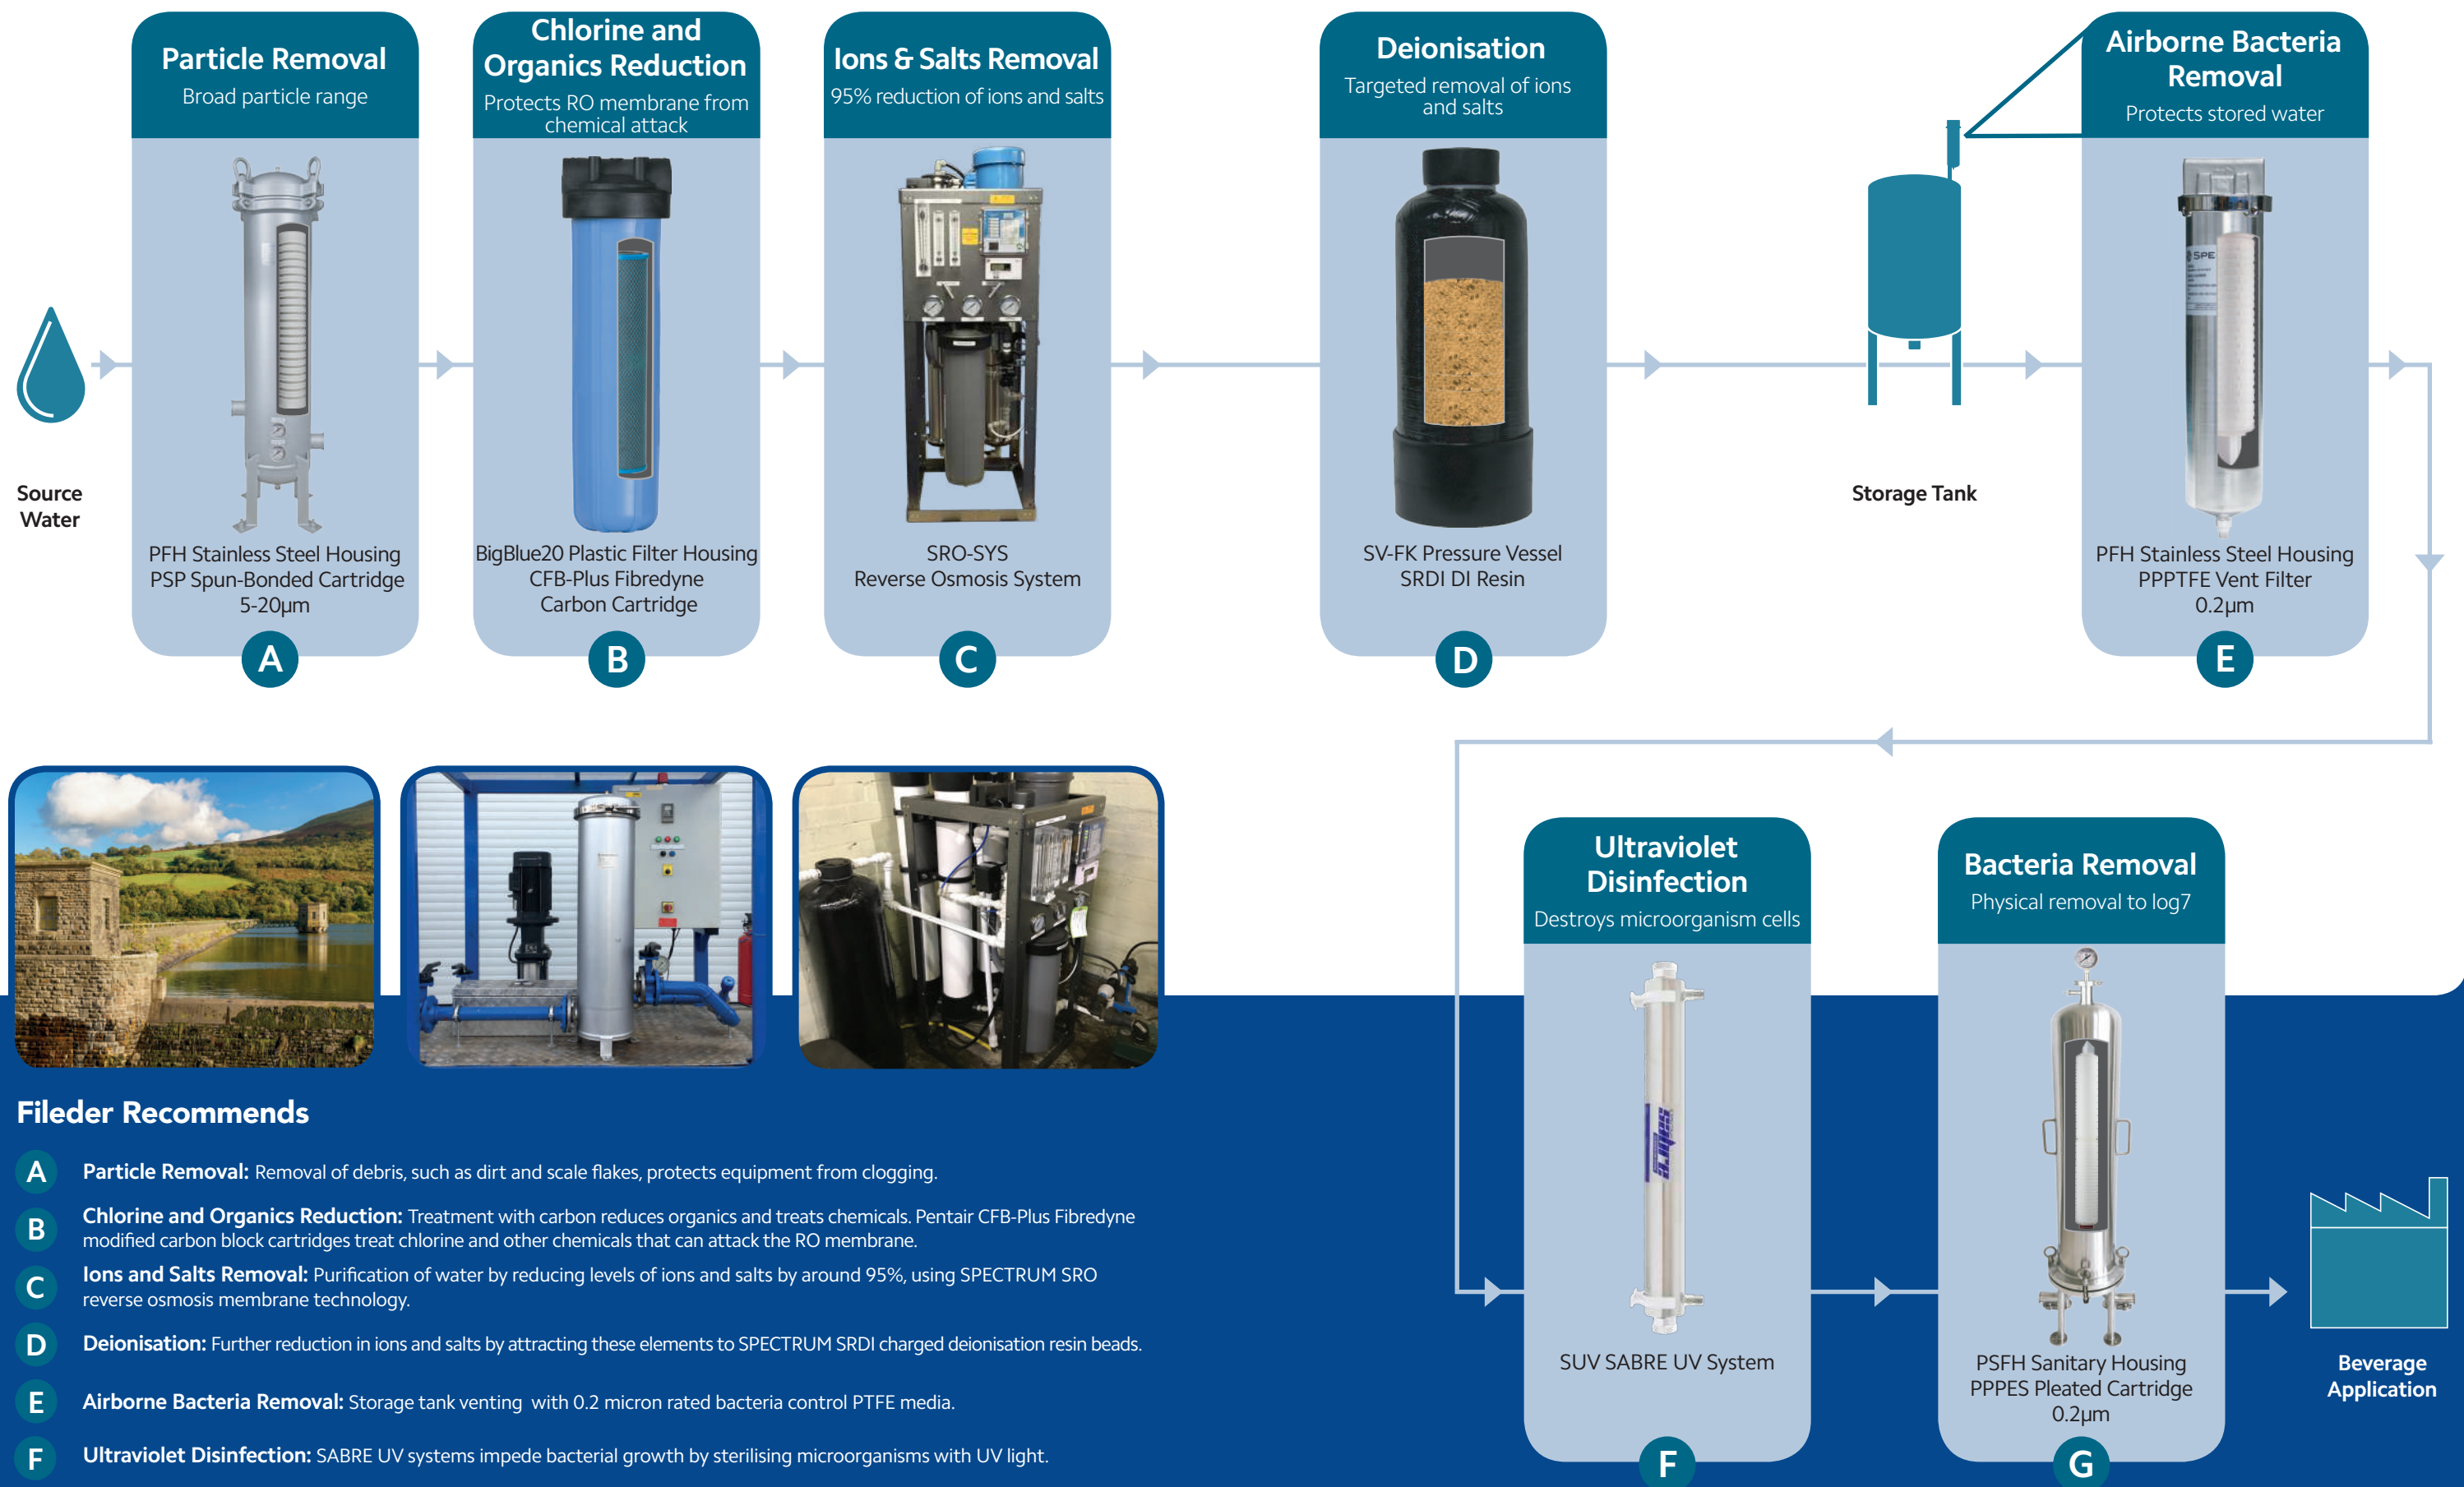 Particle Removal
Broad particle range
PFH Stainless Steel Housing
PSP Spun-Bonded Cartridge
5-20µm
A
Chlorine and
Organics Reduction
Protects RO membrane from
chemical attack
BigBlue20 Plastic Filter Housing
CFB-Plus Fibredyne
Carbon Cartridge
B
Ions & Salts Removal
95% reduction of ions and salts
SRO-SYS
Reverse Osmosis System
C
Deionisation
Targeted removal of ions
and salts
SV-FK Pressure Vessel
SRDI DI Resin
D
Airborne Bacteria
Removal
Protects stored water
SPE
PFH Stainless Steel Housing
PPPTFE Vent Filter
0.2µm
E
Source
Water
Storage Tank
Ultraviolet
Disinfection
Destroys microorganism cells
sabre
SUV SABRE UV System
F
Bacteria Removal
Physical removal to log7
PSFH Sanitary Housing
PPPES Pleated Cartridge
0.2µm
G
Beverage
Application
Fileder Recommends
A Particle Removal: Removal of debris, such as dirt and scale flakes, protects equipment from clogging.
B Chlorine and Organics Reduction: Treatment with carbon reduces organics and treats chemicals. Pentair CFB-Plus Fibredyne
modified carbon block cartridges treat chlorine and other chemicals that can attack the RO membrane.
C Ions and Salts Removal: Purification of water by reducing levels of ions and salts by around 95%, using SPECTRUM SRO
reverse osmosis membrane technology.
D Deionisation: Further reduction in ions and salts by attracting these elements to SPECTRUM SRDI charged deionisation resin beads.
E Airborne Bacteria Removal: Storage tank venting with 0.2 micron rated bacteria control PTFE media.
F Ultraviolet Disinfection: SABRE UV systems impede bacterial growth by sterilising microorganisms with UV light.